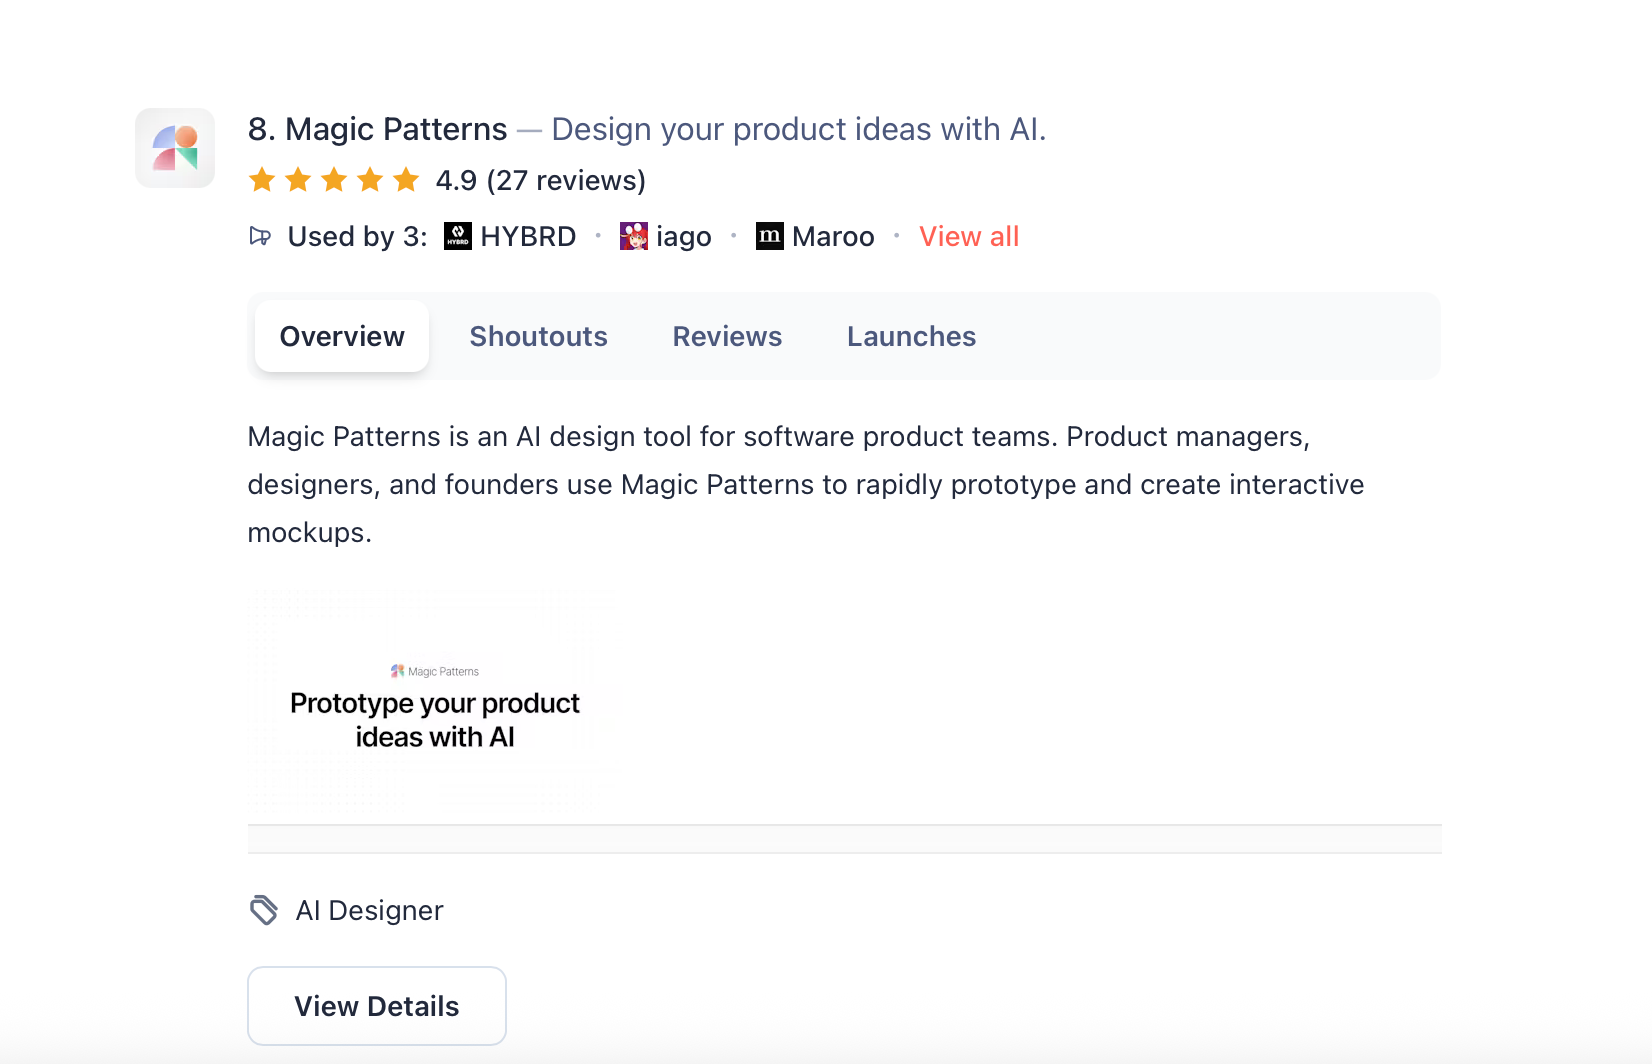 8. Magic Patterns — Design your product ideas with AI.
4.9 (27 reviews)
Used by 3: HYBRD HYBRD · iago · m Maroo · View all
Overview Shoutouts Reviews Launches
Magic Patterns is an AI design tool for software product teams. Product managers,
designers, and founders use Magic Patterns to rapidly prototype and create interactive
mockups.
Magic Patterns
Prototype your product
ideas with AI
AI Designer
View Details